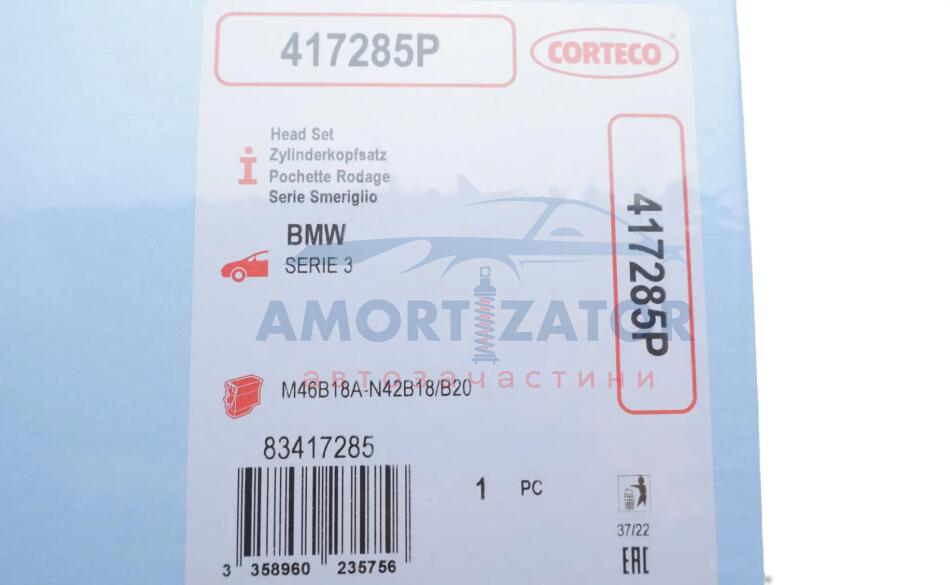 417285P
CORTECO
Head Set
Zylinderkopfsatz
Pochette Rodage
Serie Smeriglio
BMW
SERIE 3
417285P
AMORTIZATOR
автозапчастини
M46B18A-N42B18/B20
83417285
1 PC
37/22
EAC
3 358960 235756